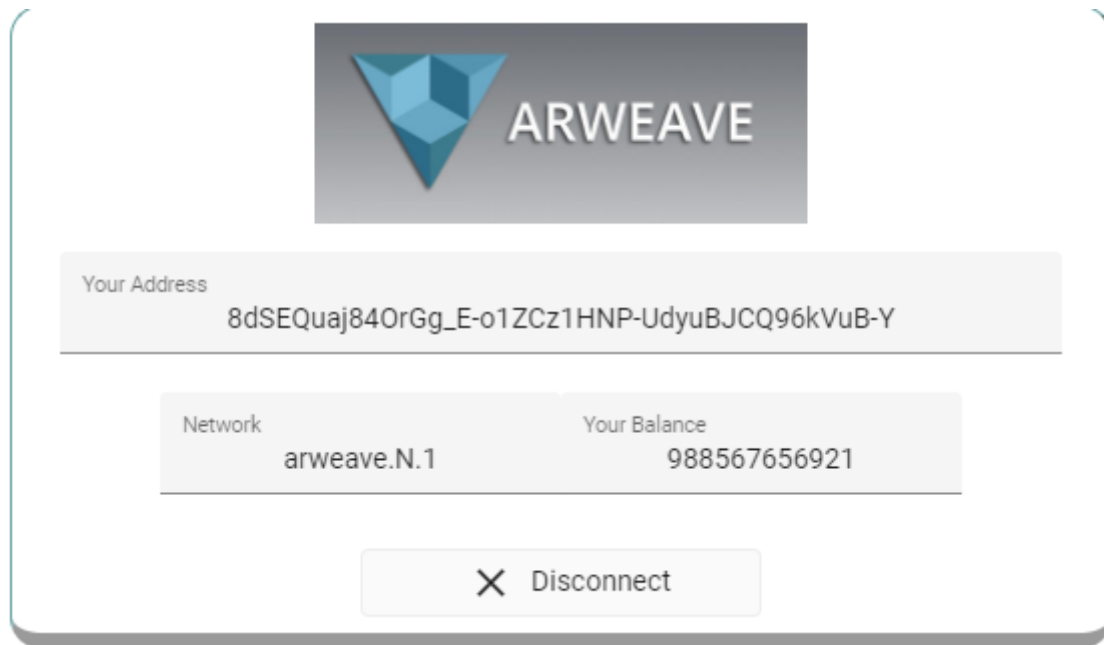 ARWEAVE
Your Address
8dSEQuaj84OrGg_E-o1ZCz1HNP-UdyuBJCQ96kVuB-Y
Network
arweave.N.1
Your Balance
988567656921
Disconnect